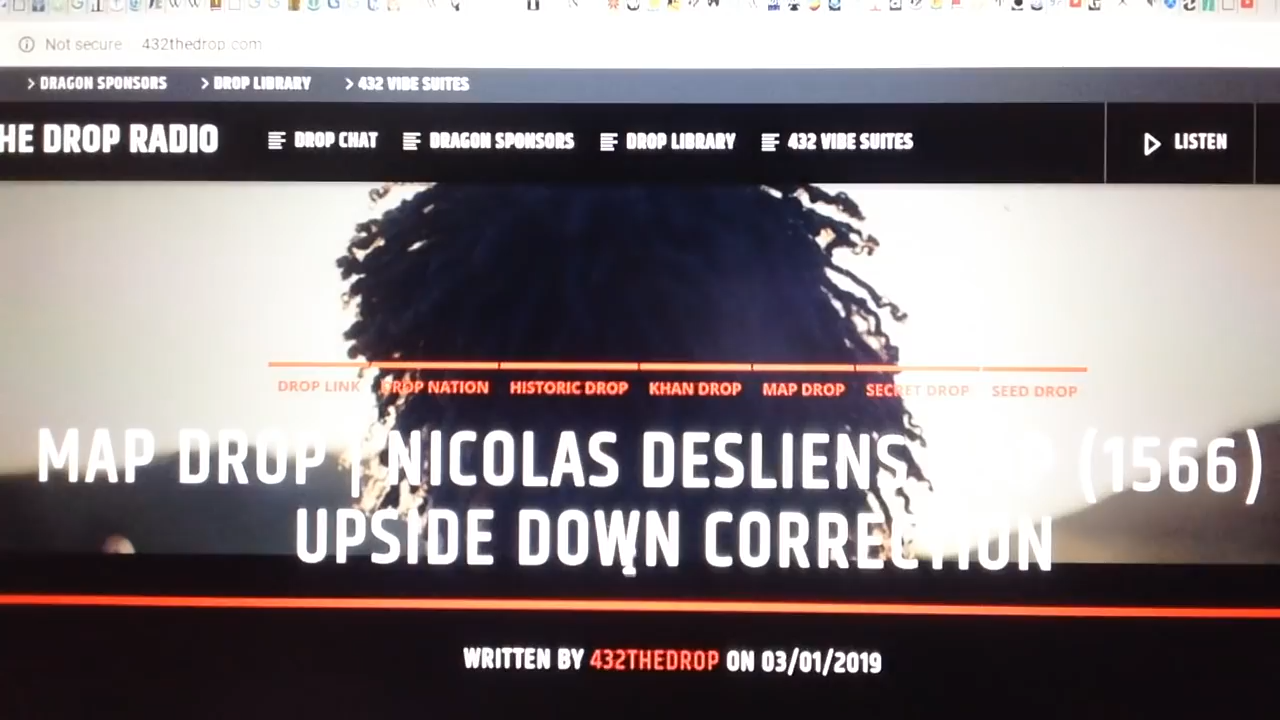 Not secure 432thedrop.com
> DRAGON SPONSORS > DROP LIBRARY > 432 VIBE SUITES
HE DROP RADIO DROP CHAT DRAGON SPONSORS DROP LIBRARY 432 VIBE SUITES LISTEN
DROP LINK DROP NATION HISTORIC DROP KHAN DROP MAP DROP SECRET DROP SEED DROP
MAP DROP | NICOLAS DESLIENS MAP (1566)
UPSIDE DOWN CORRECTION
WRITTEN BY 432THEDROP ON 03/01/2019